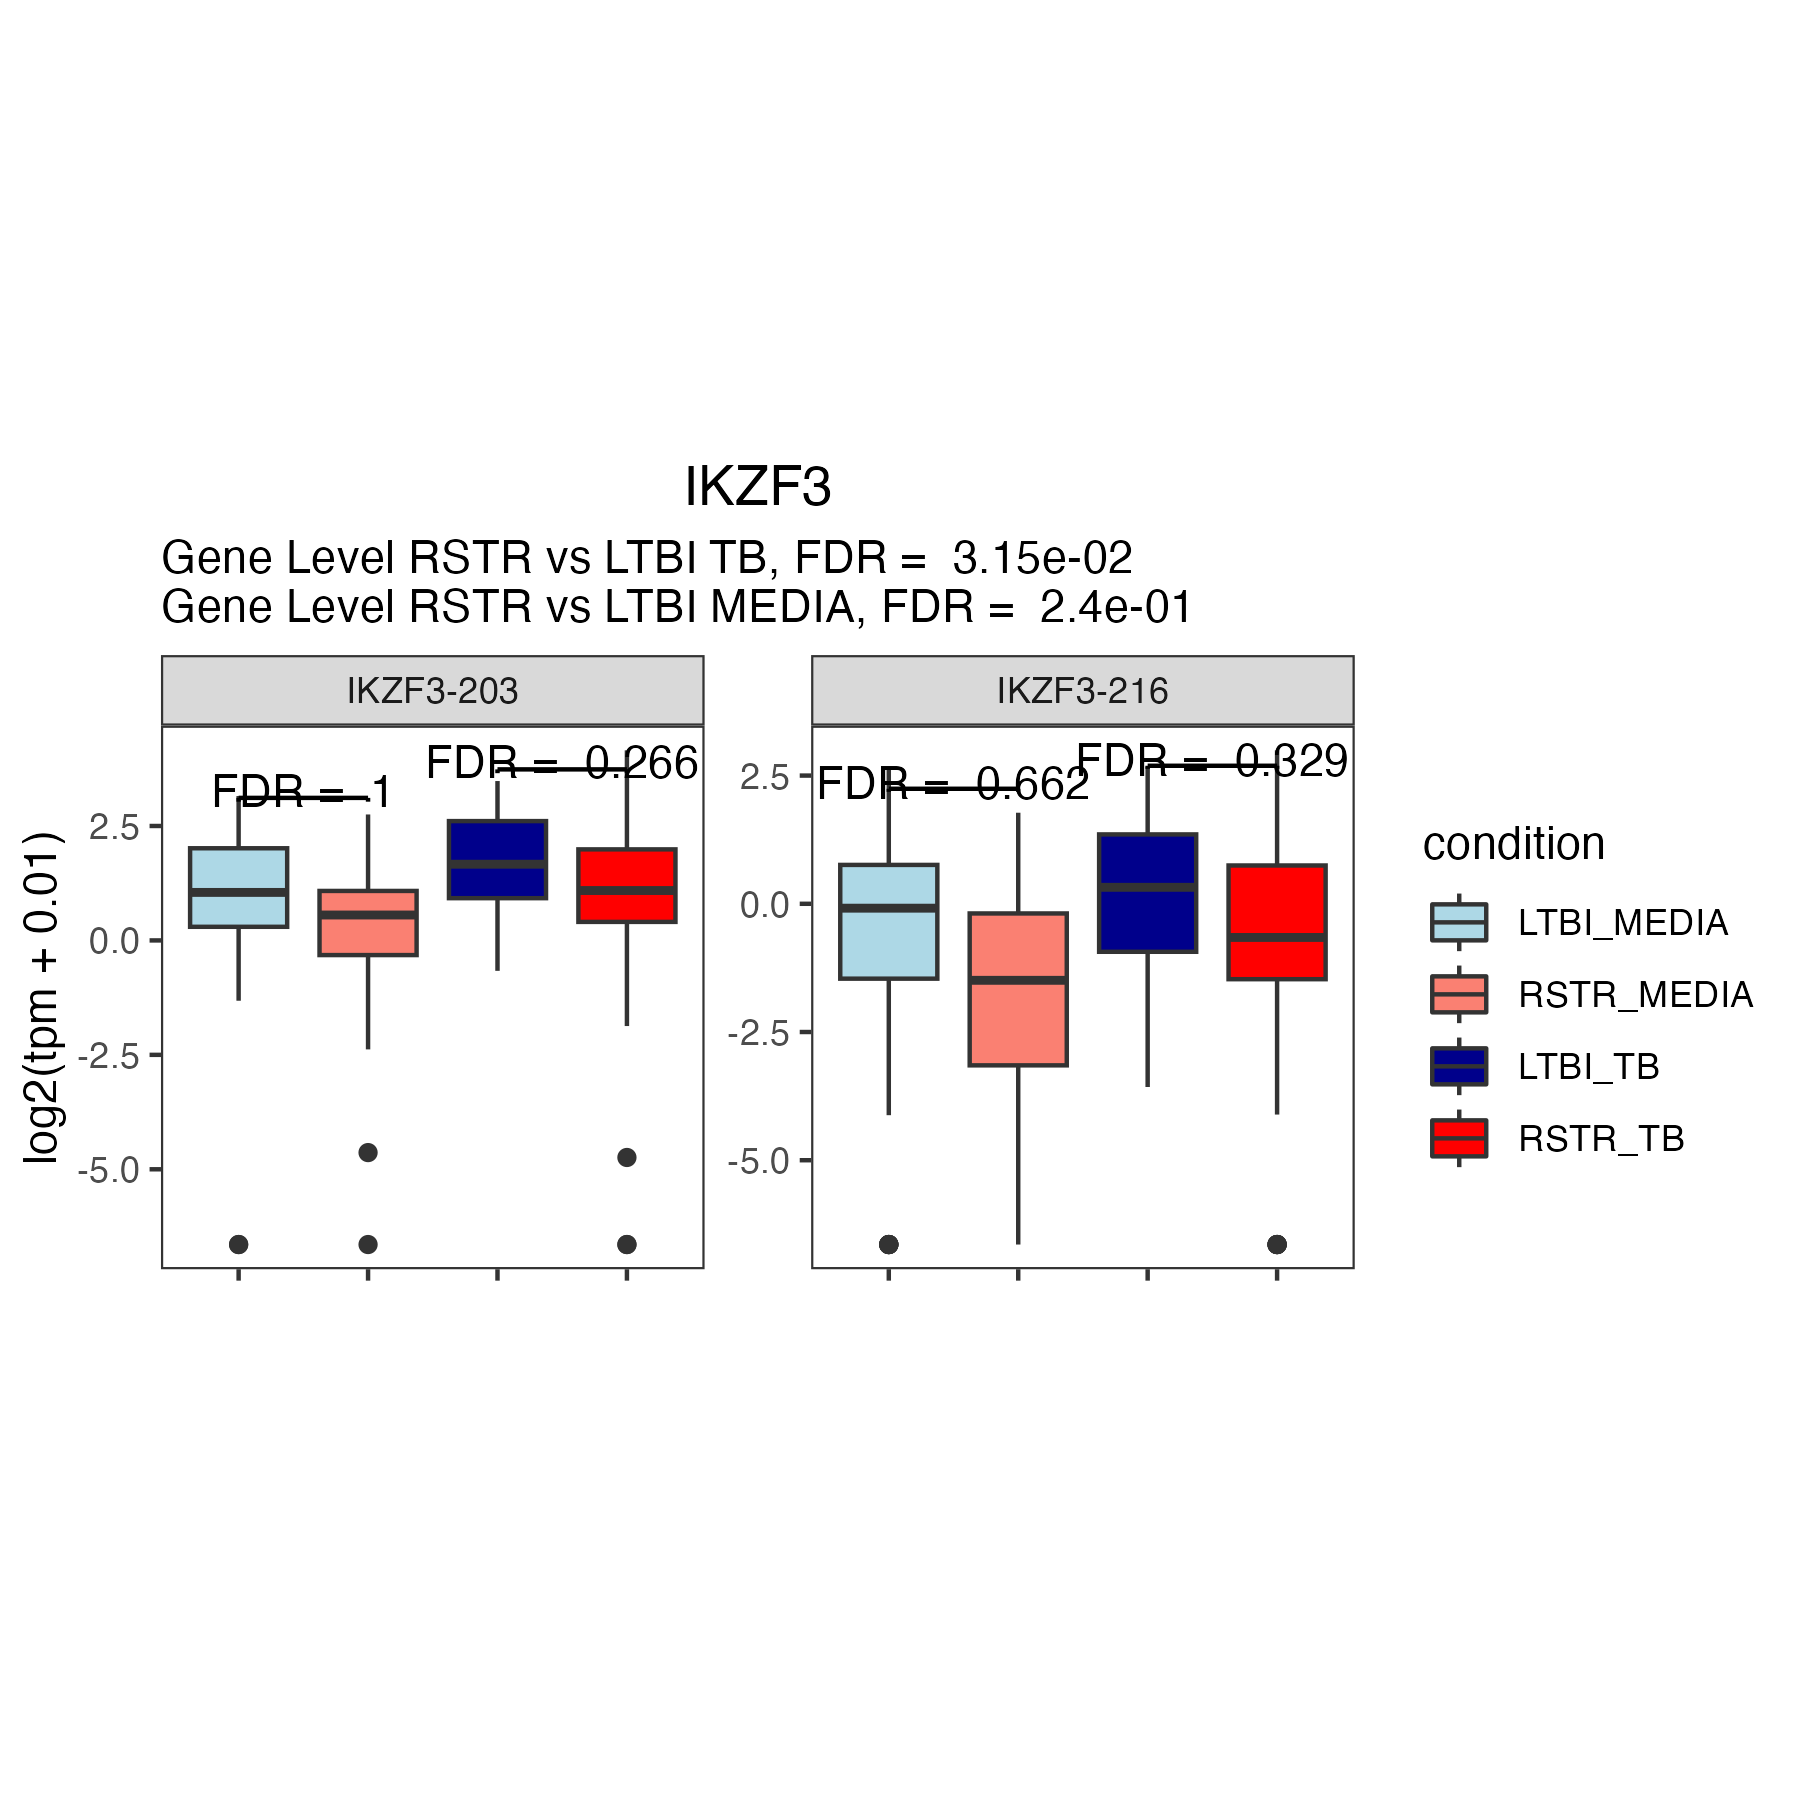 IKZF3
Gene Level RSTR vs LTBI TB, FDR = 3.15e-02
Gene Level RSTR vs LTBI MEDIA, FDR = 2.4e-01
IKZF3-203
IKZF3-216
FDR = 1
FDR = 0.266
FDR = 0.662
FDR = 0.329
log2(tpm + 0.01)
2.5
0.0
-2.5
-5.0
2.5
0.0
-2.5
-5.0
condition
LTBI_MEDIA
RSTR_MEDIA
LTBI_TB
RSTR_TB